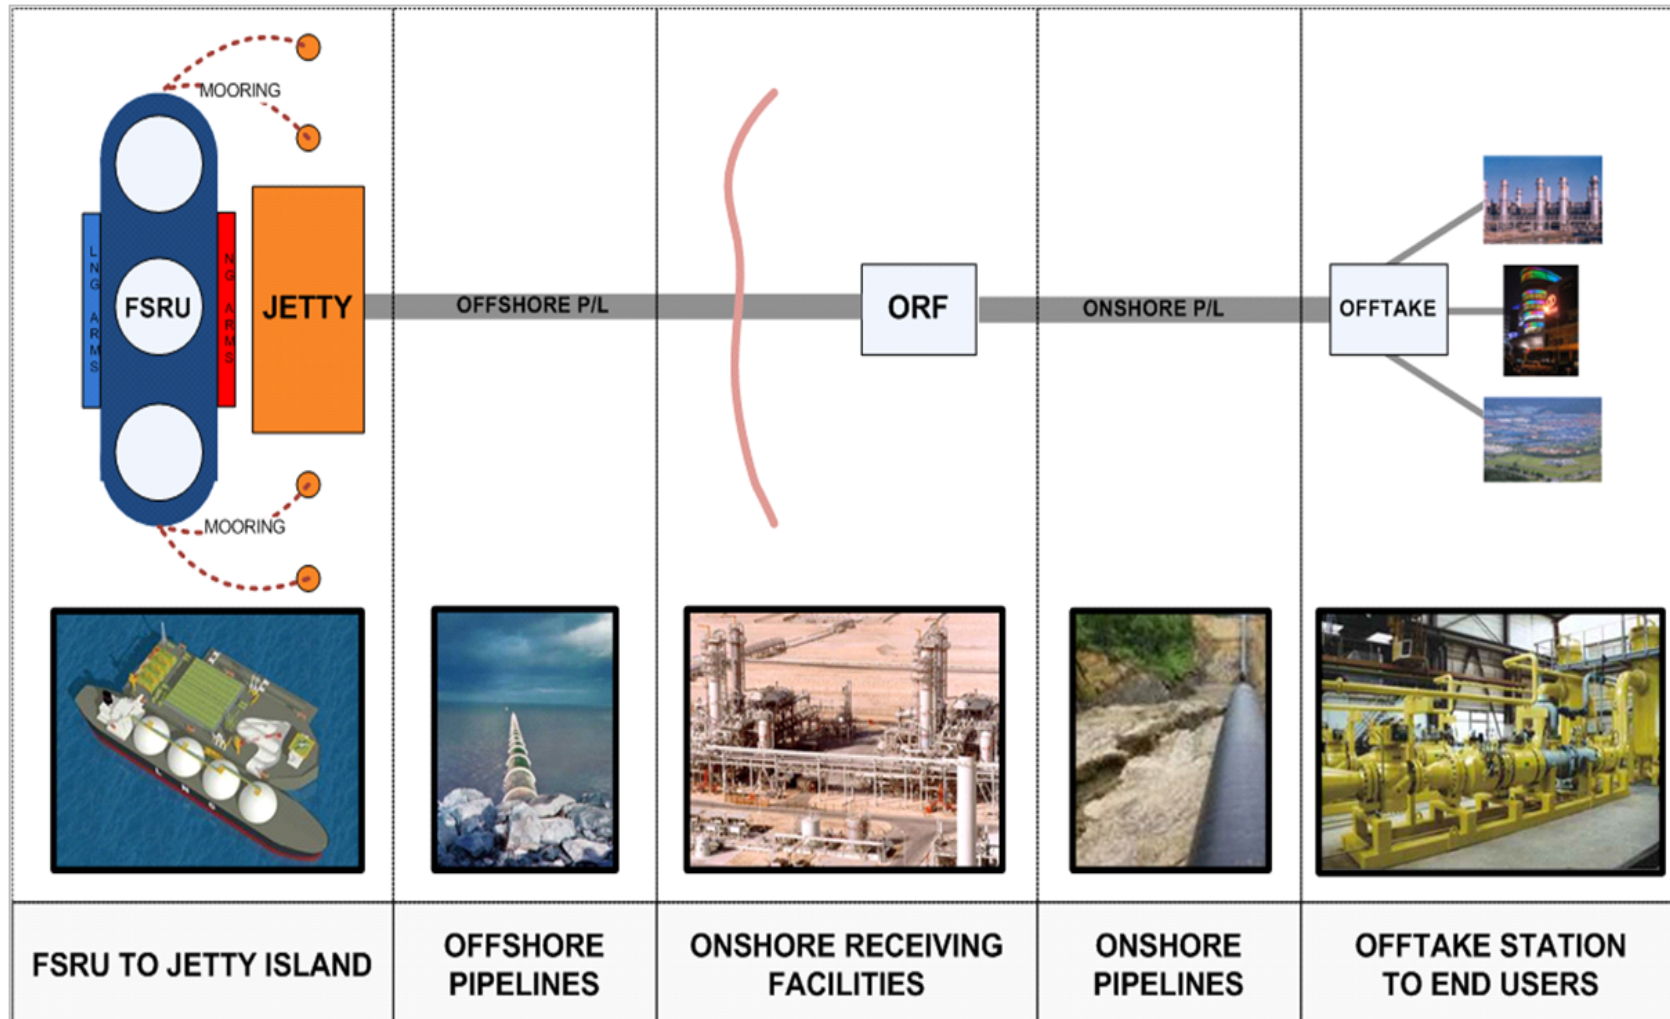 MOORING
LNG ARMS
FSRU
NG ARMS
JETTY
OFFSHORE P/L
ORF
ONSHORE P/L
OFFTAKE
MOORING
L N G
FSRU TO JETTY ISLAND
OFFSHORE
PIPELINES
ONSHORE RECEIVING
FACILITIES
ONSHORE
PIPELINES
OFFTAKE STATION
TO END USERS